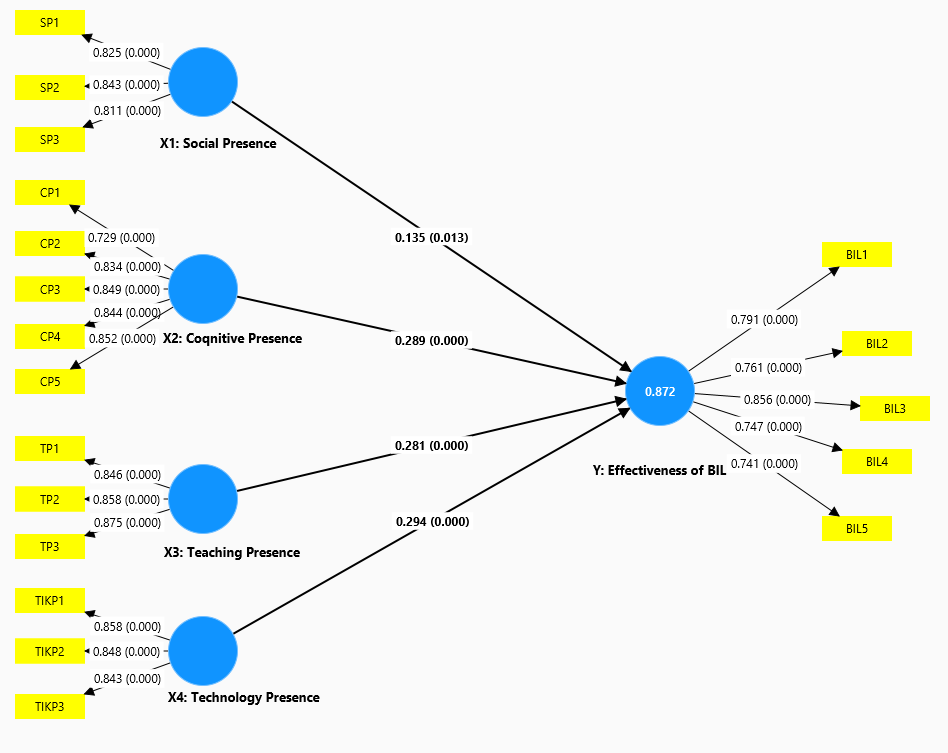 SP1
0.825 (0.000)
SP2
0.843 (0.000)
0.811 (0.000)
SP3
X1: Social Presence
CP1
0.729 (0.000)
CP2
0.834 (0.000)
CP3
0.849 (0.000)
0.844 (0.000)
CP4
0.852 (0.000)
X2: Coqnitive Presence
CP5
TP1
0.846 (0.000)
TP2
0.858 (0.000)
0.875 (0.000)
TP3
X3: Teaching Presence
TIKP1
0.858 (0.000)
TIKP2
0.848 (0.000)
0.843 (0.000)
TIKP3
X4: Technology Presence
0.135 (0.013)
0.289 (0.000)
0.281 (0.000)
0.294 (0.000)
0.872
Y: Effectiveness of BIL
BIL1
0.791 (0.000)
BIL2
0.761 (0.000)
0.856 (0.000)
BIL3
0.747 (0.000)
BIL4
0.741 (0.000)
BIL5